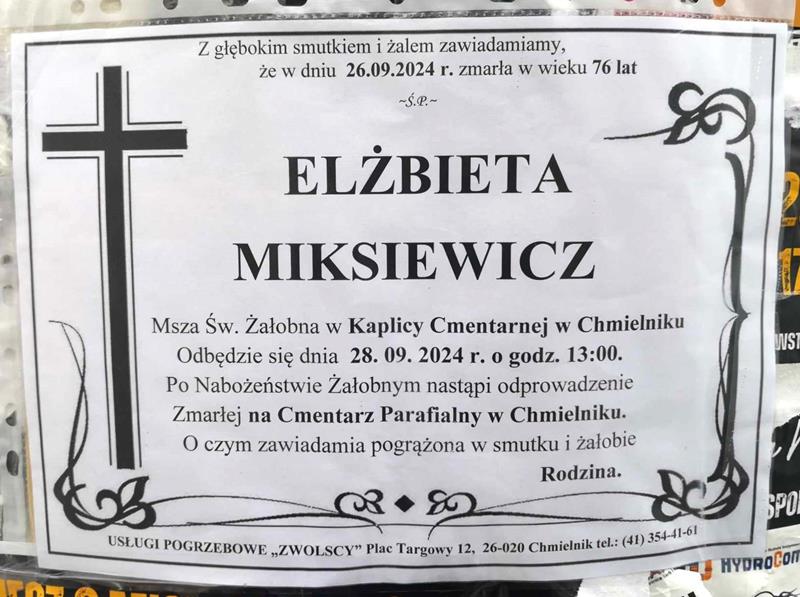 Z głębokim smutkiem i żalem zawiadamiamy,
że w dniu 26.09.2024 r. zmarła w wieku 76 lat
~Ś.P.~
ELŻBIETA
MIKSIEWICZ
Msza Św. Żałobna w Kaplicy Cmentarnej w Chmielniku
Odbędzie się dnia 28. 09. 2024 r. o godz. 13:00.
Po Nabożeństwie Żałobnym nastąpi odprowadzenie
Zmarłej na Cmentarz Parafialny w Chmielniku.
O czym zawiadamia pogrążona w smutku i żałobie
Rodzina.
USŁUGI POGRZEBOWE „ZWOLSCY” Plac Targowy 12, 26-020 Chmielnik tel.: (41) 354-41-61